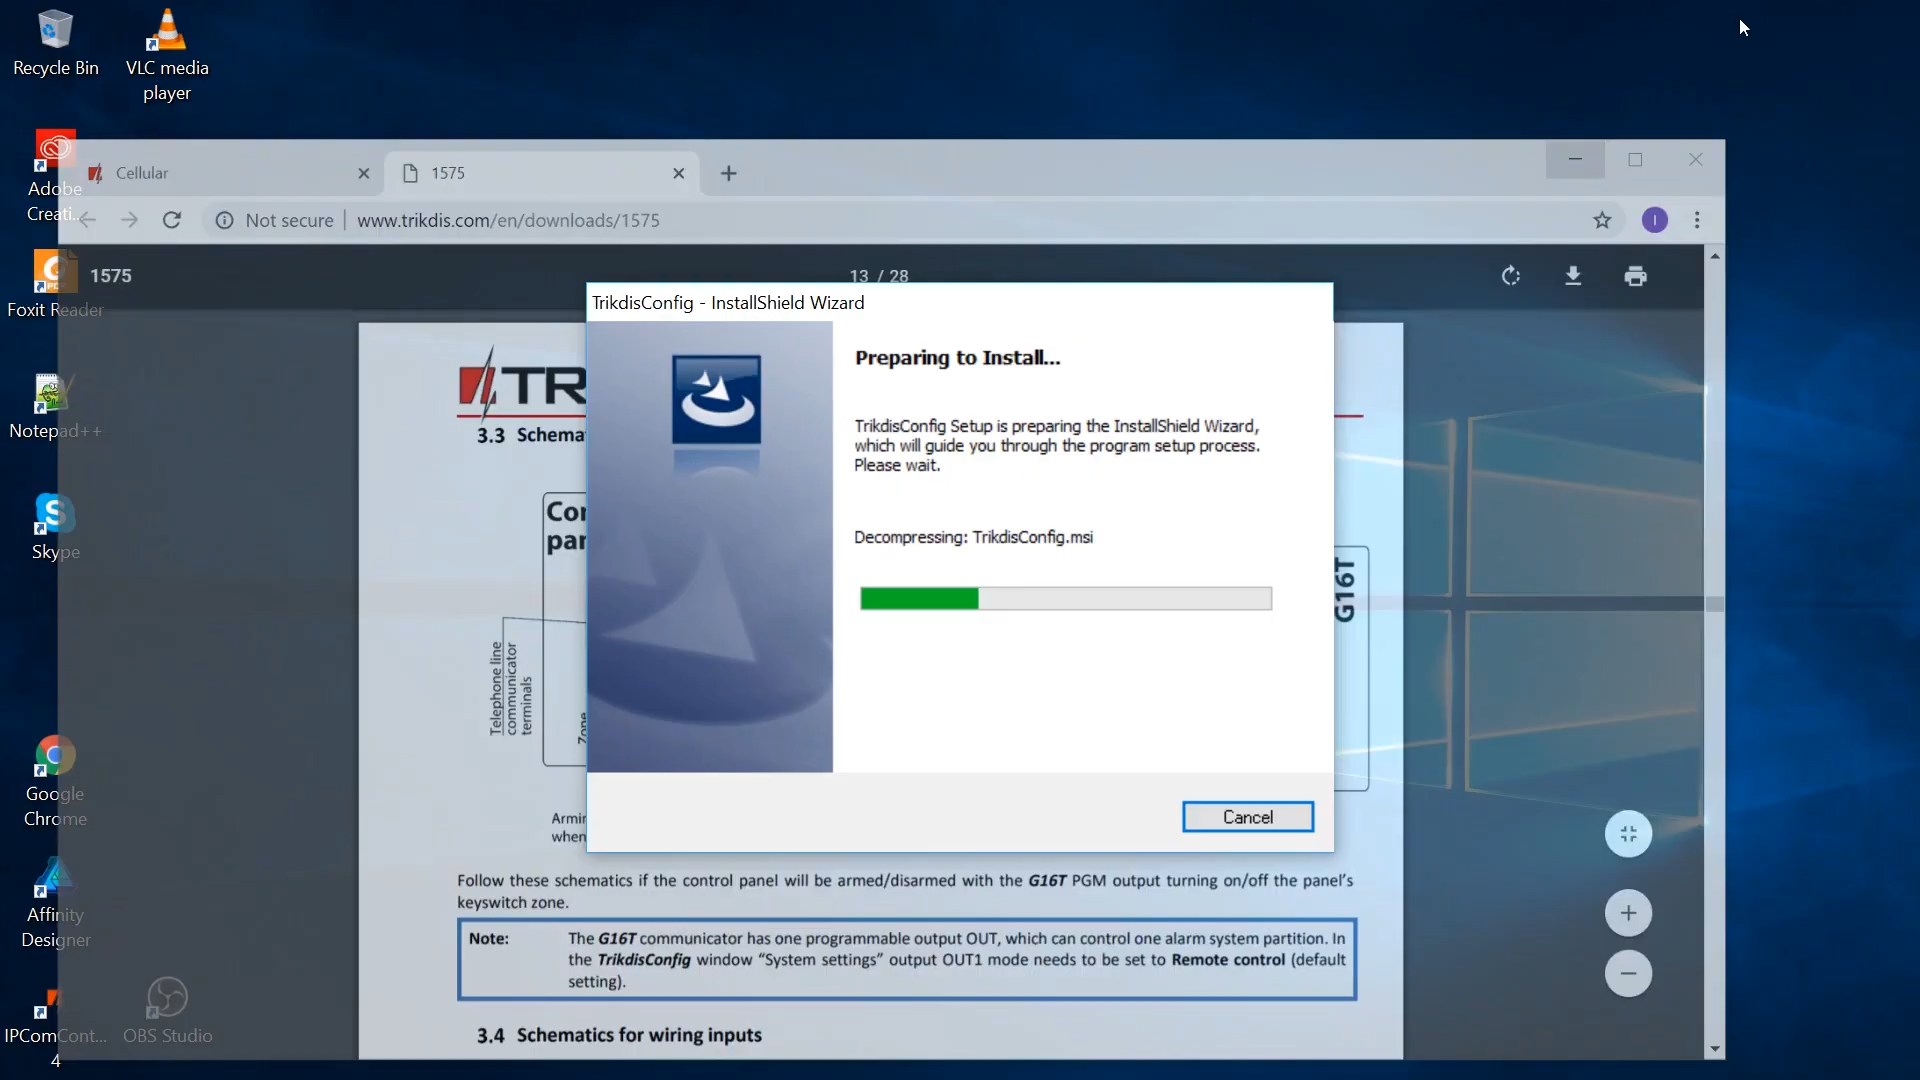 Recycle Bin
VLC media
player
Adobe
Creati...
Foxit Reader
Notepad++
Skype
Google
Chrome
Affinity
Designer
IPComCont...
4
OBS Studio
Cellular
1575
Not secure
www.trikdis.com/en/downloads/1575
I
1575
13 / 28
TR
3.3 Schema
Telephone line
communicator
terminals
G16T
TrikdisConfig - InstallShield Wizard
Preparing to Install...
TrikdisConfig Setup is preparing the InstallShield Wizard,
which will guide you through the program setup process.
Please wait.
Decompressing: TrikdisConfig.msi
Cancel
when
Follow these schematics if the control panel will be armed/disarmed with the G16T PGM output turning on/off the panel's
keyswitch zone.
Note: The G16T communicator has one programmable output OUT, which can control one alarm system partition. In
the TrikdisConfig window "System settings" output OUT1 mode needs to be set to Remote control (default
setting).
3.4 Schematics for wiring inputs